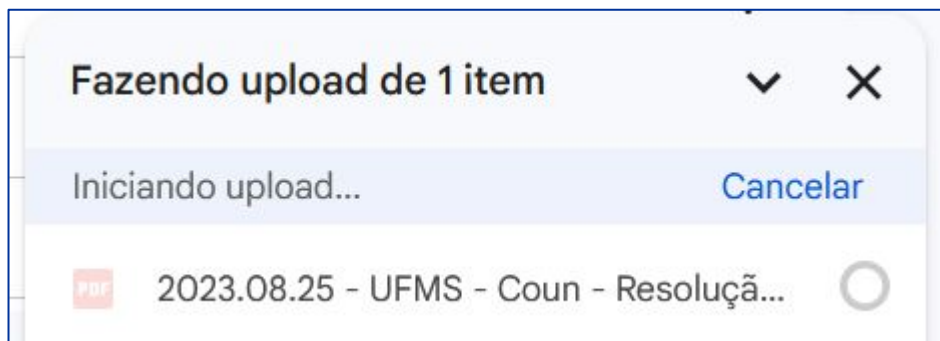 Fazendo upload de 1 item
Iniciando upload... Cancelar
PDF 2023.08.25 - UFMS - Coun - Resoluçã...